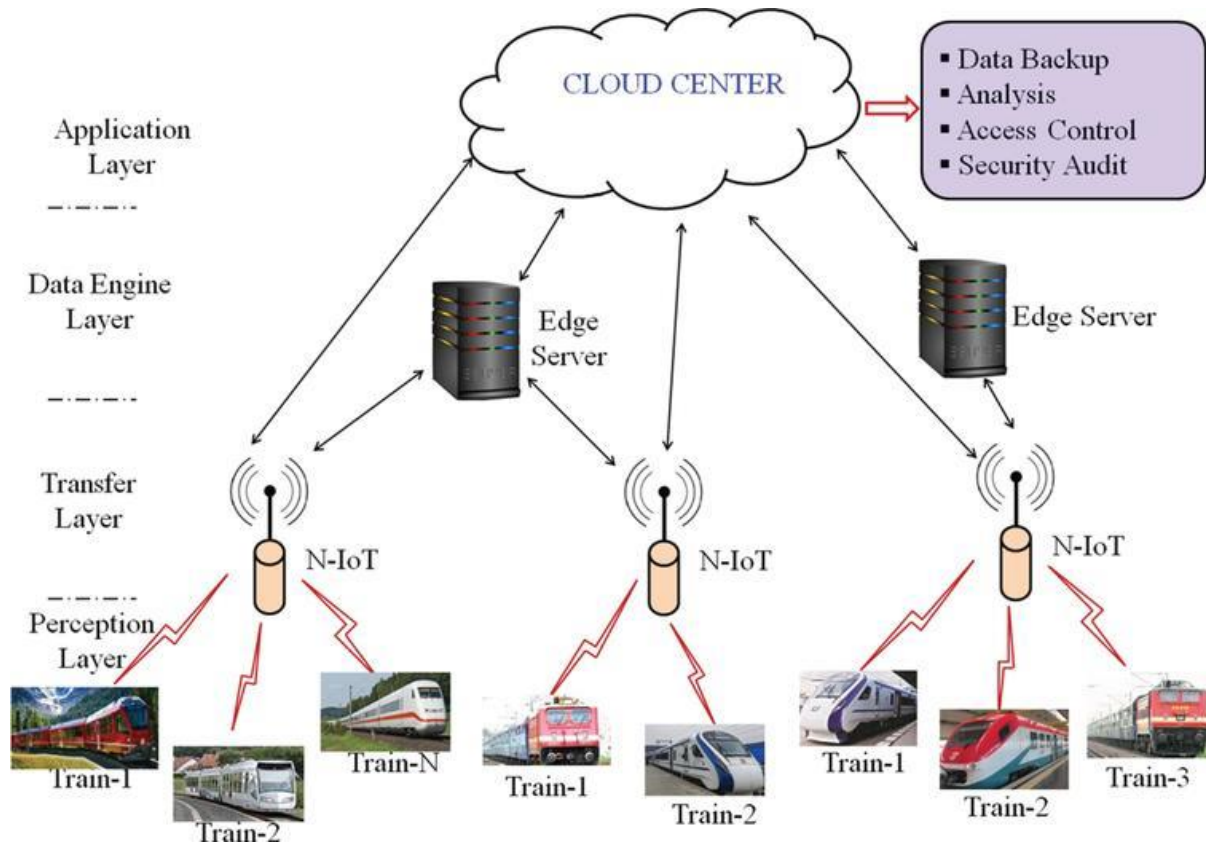 CLOUD CENTER
▪ Data Backup
▪ Analysis
▪ Access Control
▪ Security Audit
Application
Layer
Data Engine
Layer
Edge
Server
Edge Server
Transfer
Layer
N-IoT
N-IoT
N-IoT
Perception
Layer
Train-1
Train-2
Train-N
Train-1
Train-2
Train-1
Train-2
Train-3